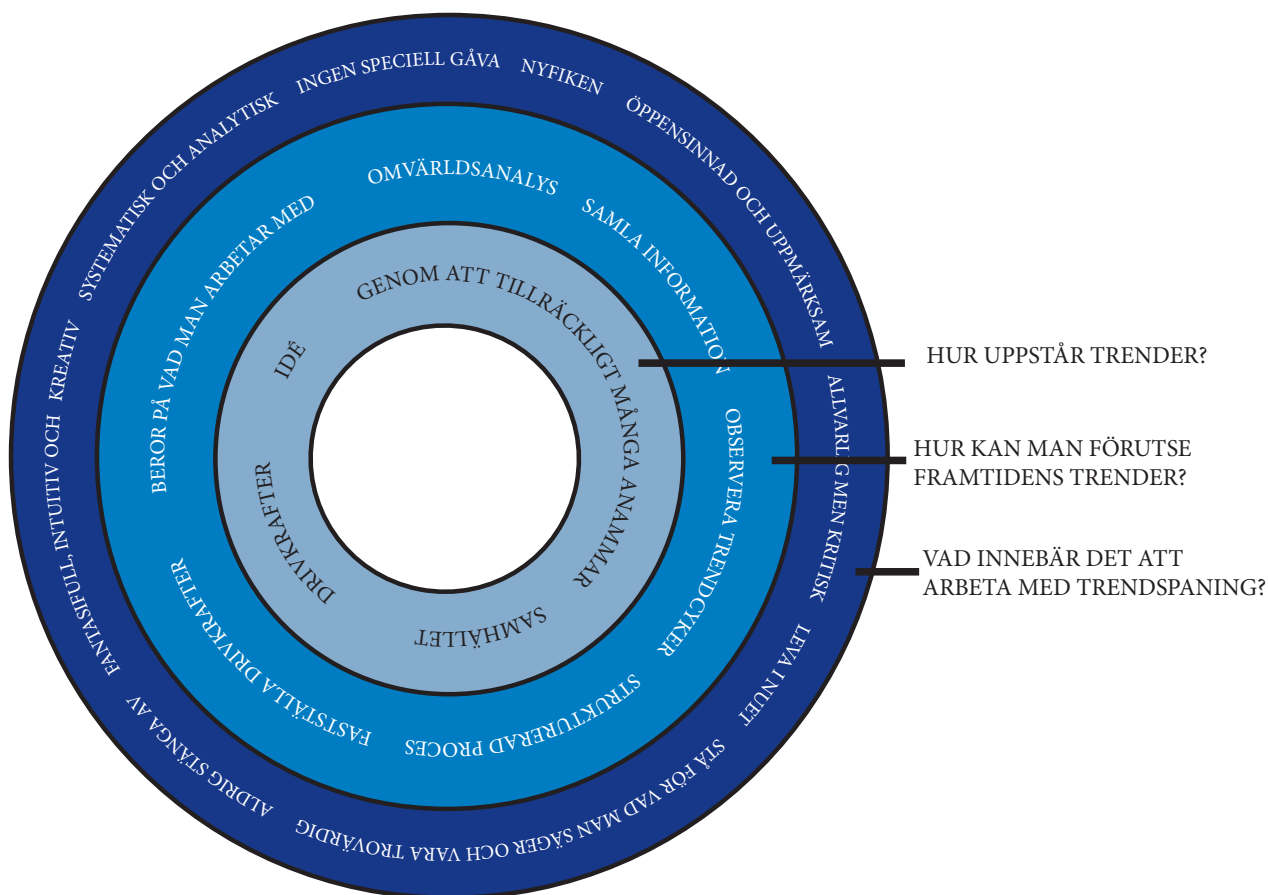 INGEN SPECIELL GÅVA
NYFIKEN
ÖPPENSINNAD OCH UPPMÄRKSAM
ALLVARLIG MEN KRITISK
LEVA I NUET
STÅ FÖR VAD MAN SÄGER OCH VARA TROVÄRDIG
ALDRIG STÄNGA AV
FANTASIFULL, INTUITIV OCH KREATIV
SYSTEMATISK OCH ANALYTISK
OMVÄRLDSANALYS
SAMLA INFORMATION
OBSERVERA TRENDCYKER
STRUKTURERAD PROCES
FASTSTÄLLA DRIVKRAFTER
BEROR PÅ VAD MAN ARBETAR MED
GENOM ATT TILLRÄCKLIGT MÅNGA ANAMMAR
SAMHÄLLET
DRIVKRAFTER
IDÉ
HUR UPPSTÅR TRENDER?
HUR KAN MAN FÖRUTSE
FRAMTIDENS TRENDER?
VAD INNEBÄR DET ATT
ARBETA MED TRENDSPANING?